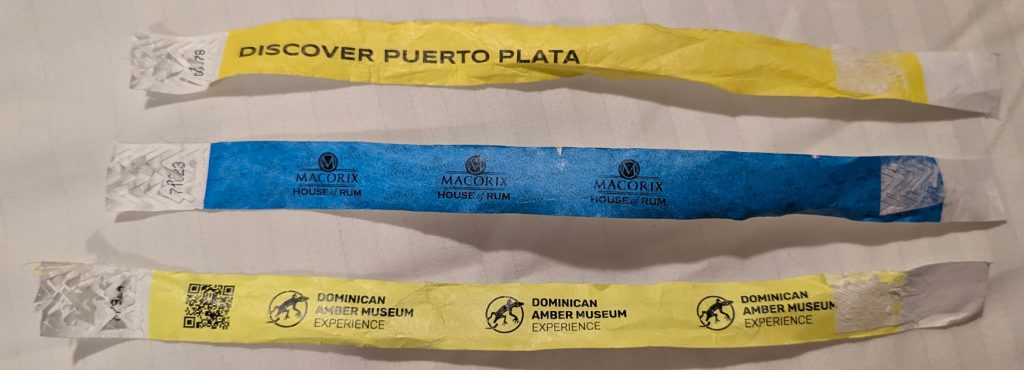 DISCOVER PUERTO PLATA
M M M
MACORIX MACORIX MACORIX
HOUSE of RUM HOUSE of RUM HOUSE of RUM
DOMINICAN DOMINICAN DOMINICAN
AMBER MUSEUM AMBER MUSEUM AMBER MUSEUM
EXPERIENCE EXPERIENCE EXPERIENCE